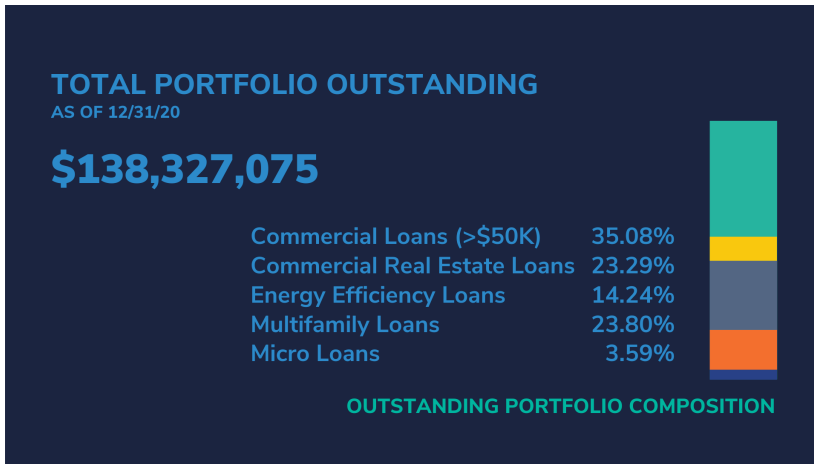 TOTAL PORTFOLIO OUTSTANDING
AS OF 12/31/20
$138,327,075
Commercial Loans (>$50K) 35.08%
Commercial Real Estate Loans 23.29%
Energy Efficiency Loans 14.24%
Multifamily Loans 23.80%
Micro Loans 3.59%
OUTSTANDING PORTFOLIO COMPOSITION